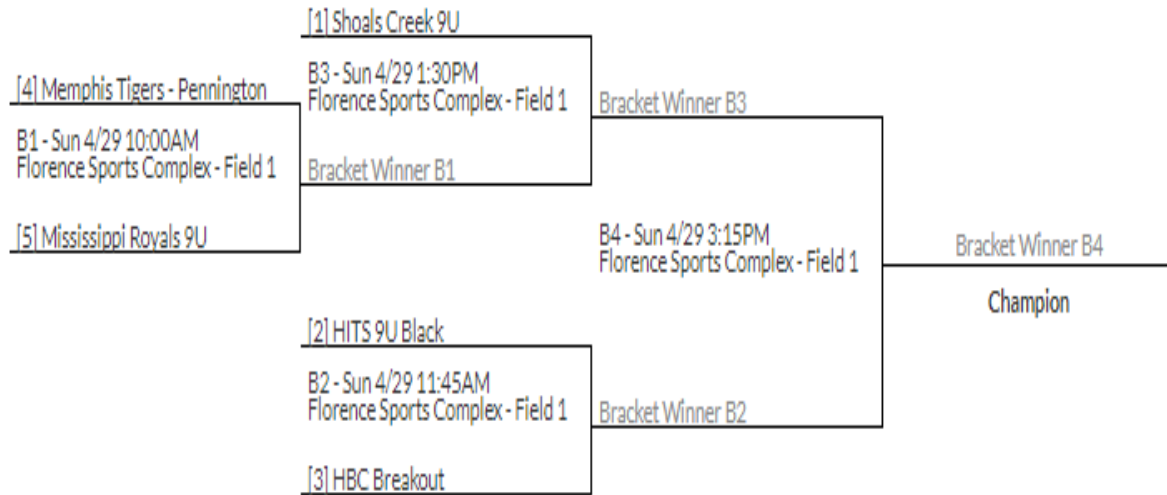 [1] Shoals Creek 9U
B3 - Sun 4/29 1:30PM
Florence Sports Complex - Field 1
[4] Memphis Tigers - Pennington
Bracket Winner B3
B1 - Sun 4/29 10:00AM
Florence Sports Complex - Field 1
Bracket Winner B1
[5] Mississippi Royals 9U
B4 - Sun 4/29 3:15PM
Florence Sports Complex - Field 1
Bracket Winner B4
Champion
[2] HITS 9U Black
B2 - Sun 4/29 11:45AM
Florence Sports Complex - Field 1
Bracket Winner B2
[3] HBC Breakout